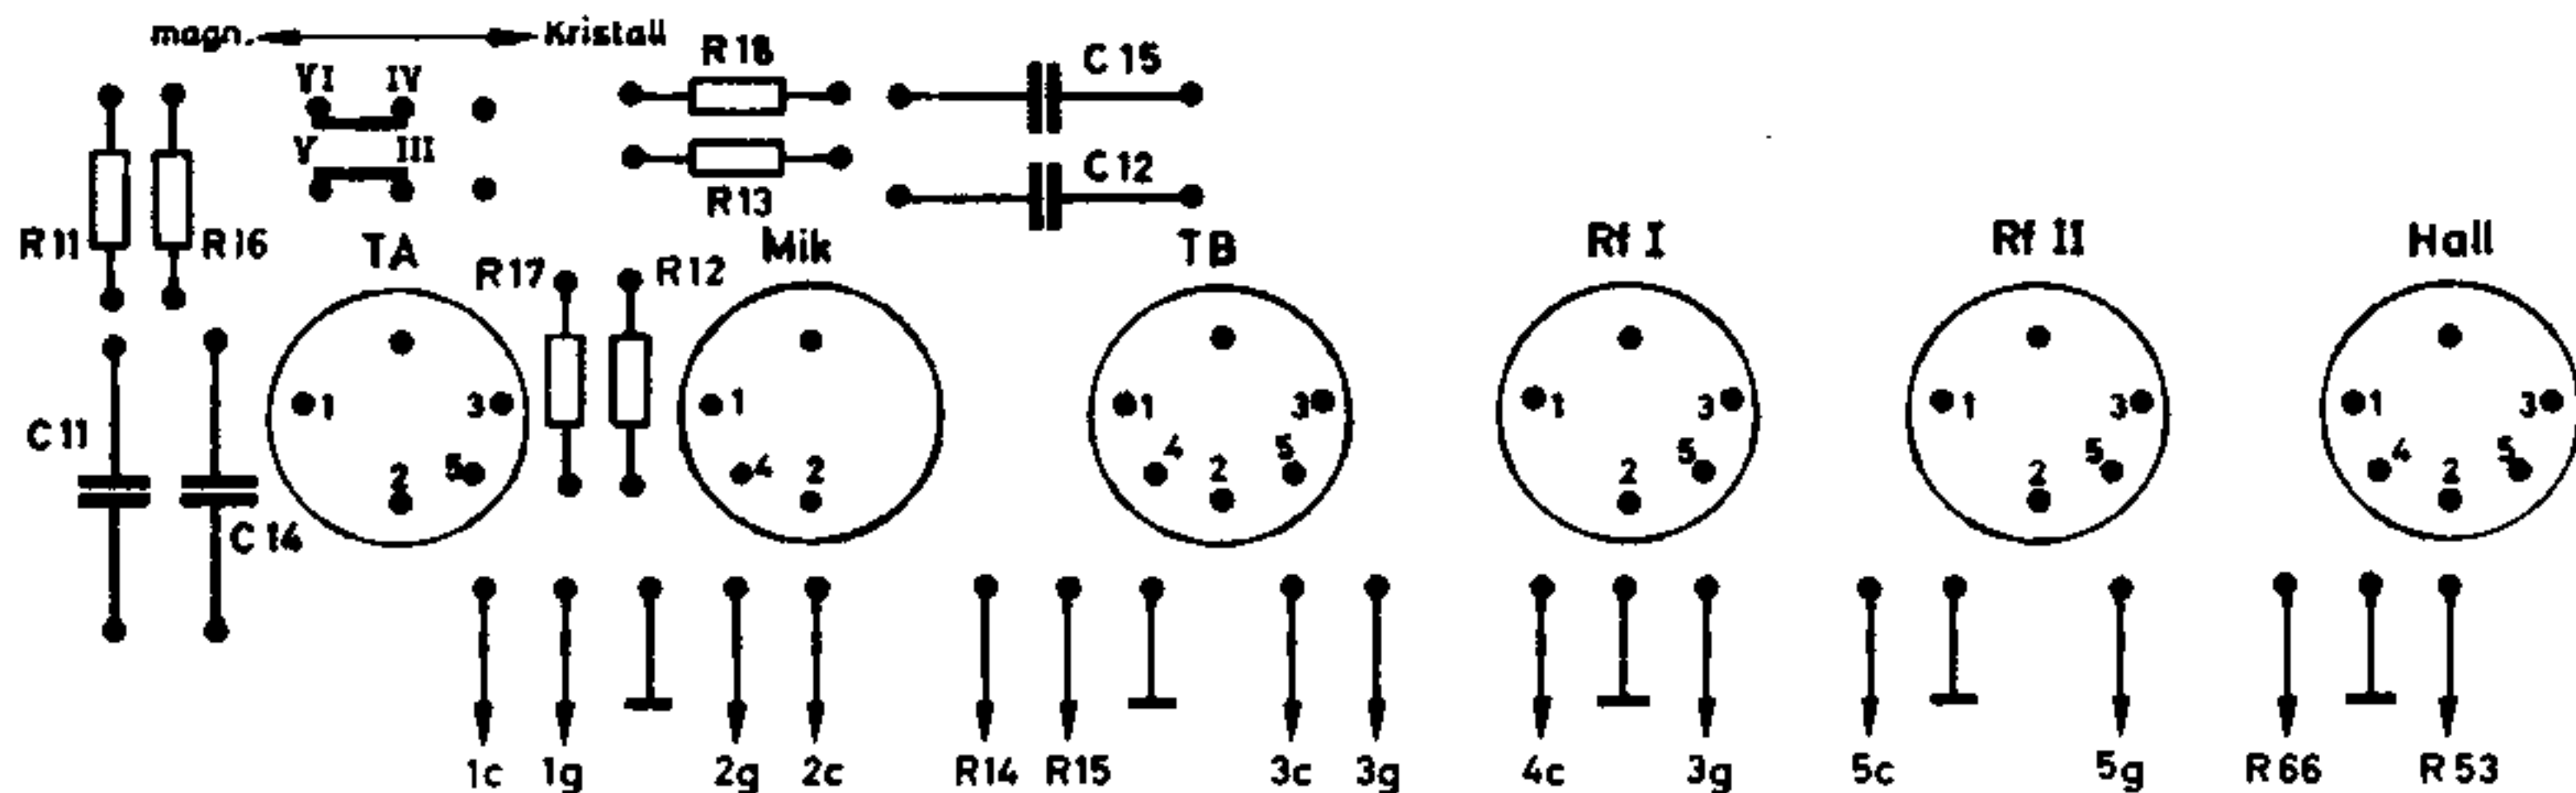 magn. Kristall
R 18
C 15
VI IV
V III
R 13
C 12
R 11
R 16
TA
Mik
TB
Rf I
Rf II
Hall
R 17
R 12
1 3 5 2
1 4 2
1 3 4 2 5
1 3 5 2
1 3 5 2
1 3 4 2 5
C 11
C 14
1c 1g 2g 2c R14 R15 3c 3g 4c 3g 5c 5g R 66 R 53